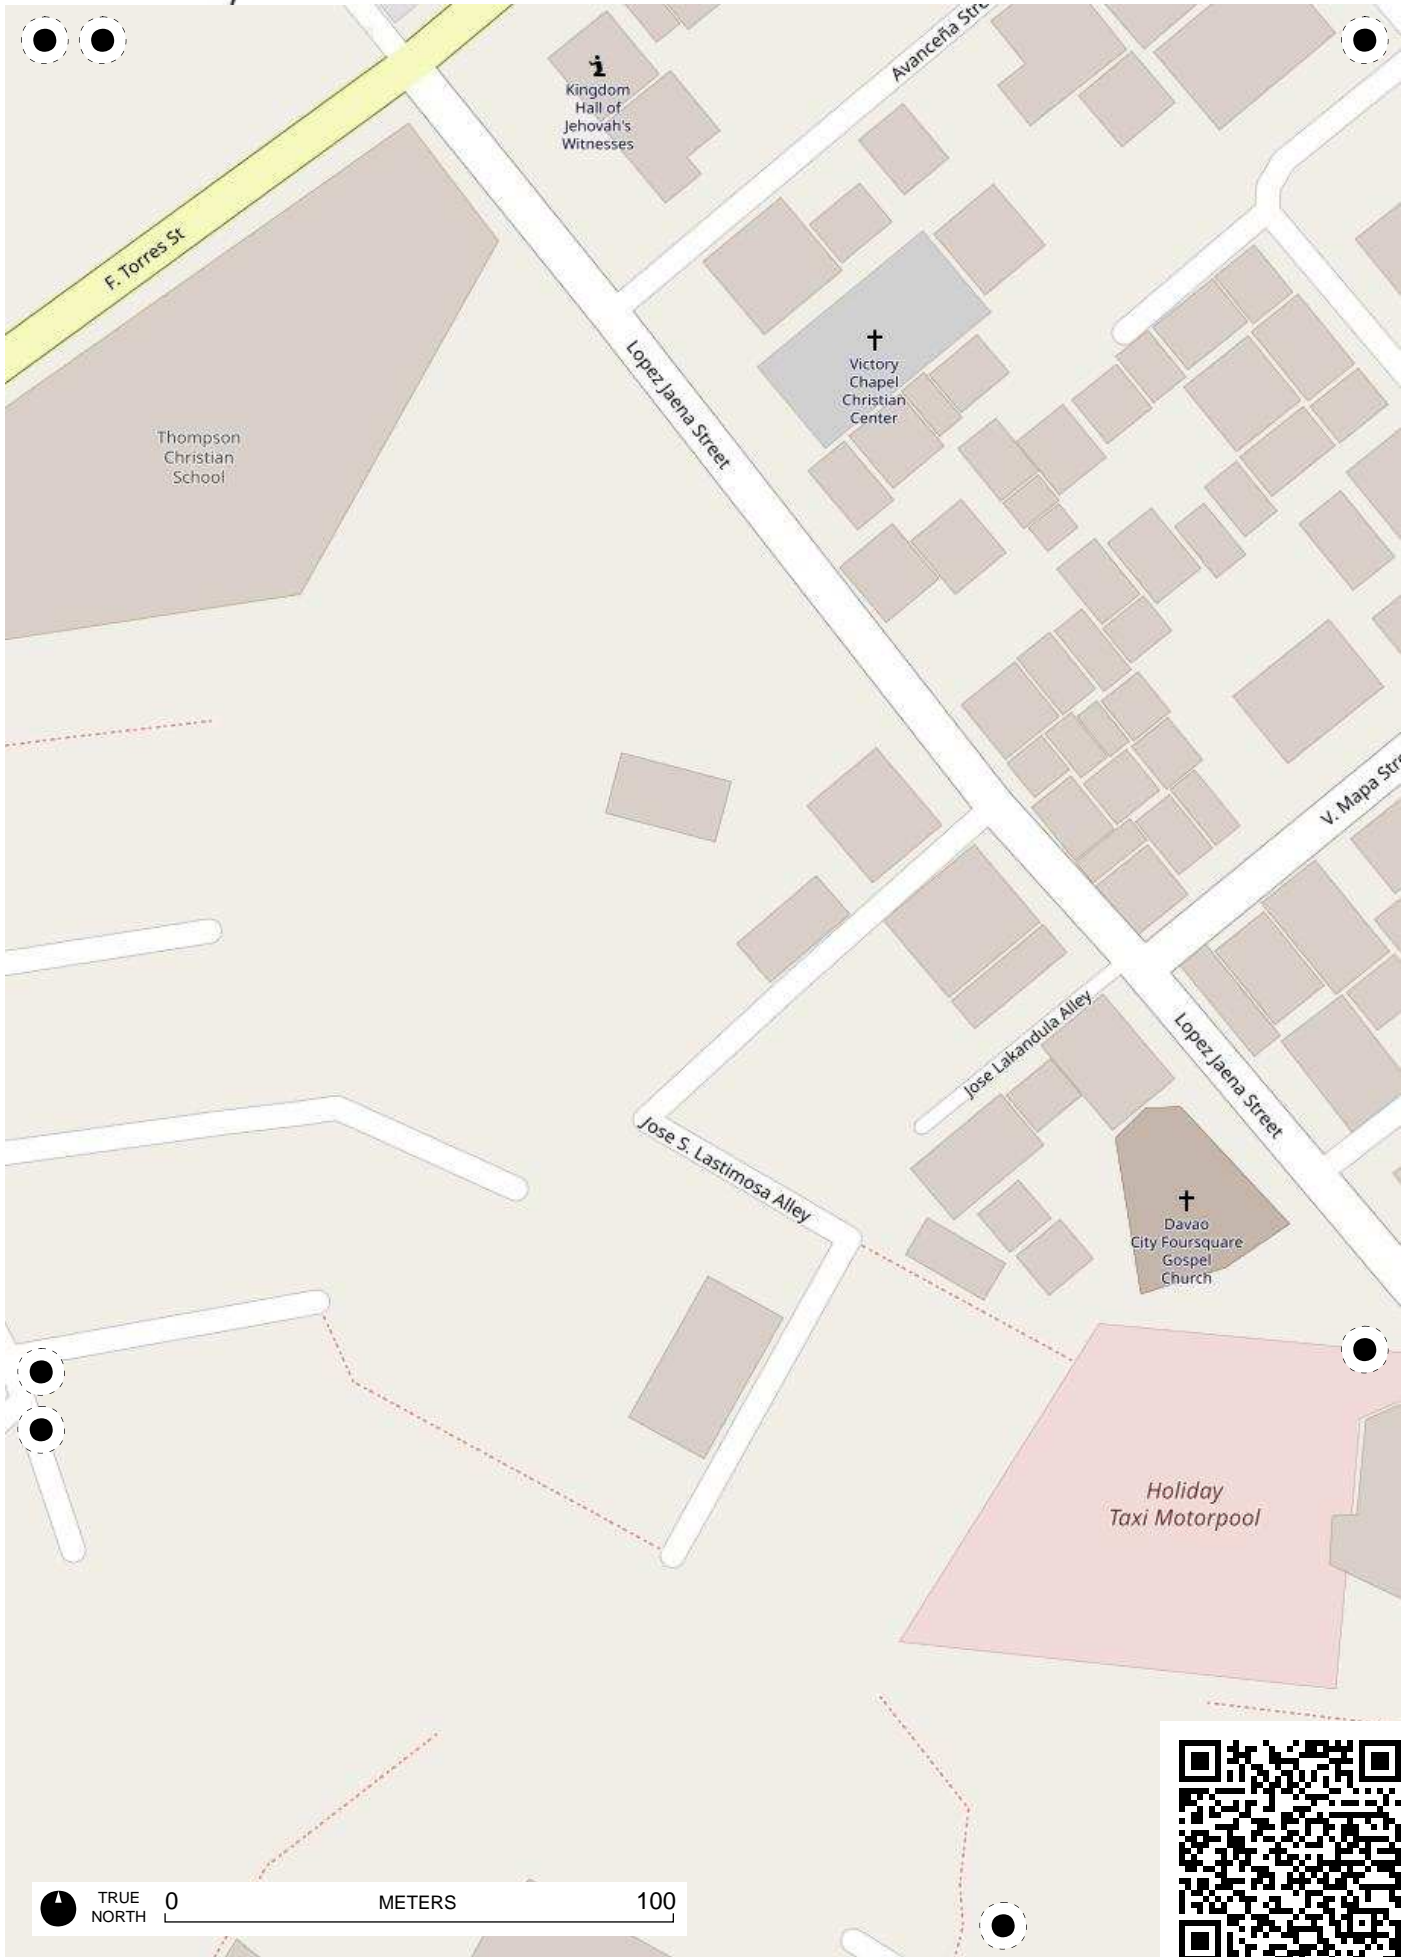 Avanceña Stre
Kingdom
Hall of
Jehovah's
Witnesses
F. Torres St
Victory
Chapel
Christian
Center
Lopez Jaena Street
Thompson
Christian
School
V. Mapa Stre
Jose Lakandula Alley
Lopez Jaena Street
Jose S. Lastimosa Alley
Davao
City Foursquare
Gospel
Church
Holiday
Taxi Motorpool
TRUE
NORTH
0 METERS 100